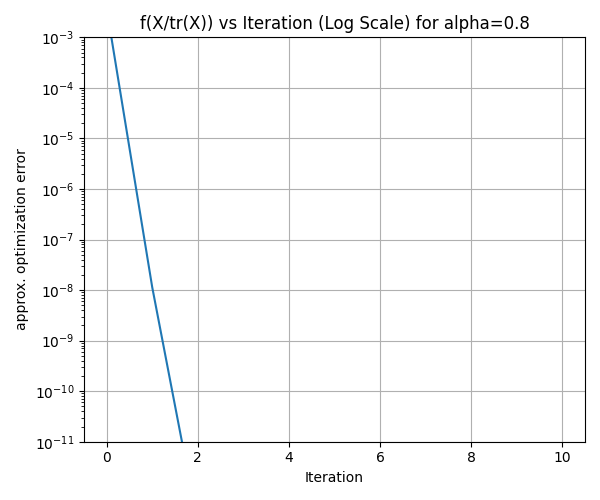 f(X/tr(X)) vs Iteration (Log Scale) for alpha=0.8
approx. optimization error
10⁻³
10⁻⁴
10⁻⁵
10⁻⁶
10⁻⁷
10⁻⁸
10⁻⁹
10⁻¹⁰
10⁻¹¹
0 2 4 6 8 10
Iteration